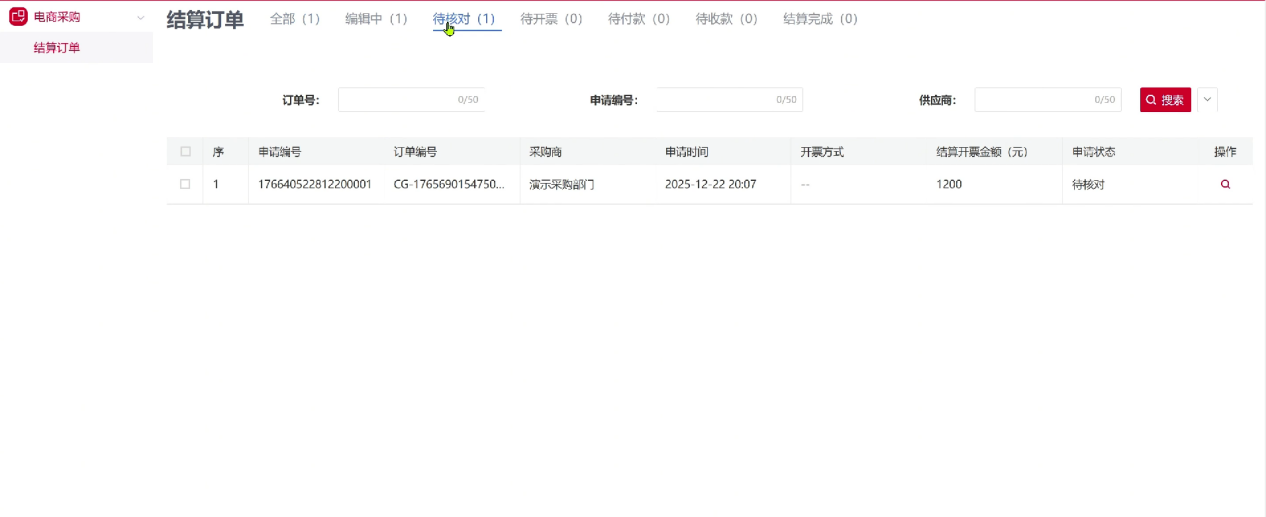 电商采购
结算订单
结算订单 全部（1） 编辑中（1） 待核对（1） 待开票（0） 待付款（0） 待收款（0） 结算完成（0）
订单号： 0/50 申请编号： 0/50 供应商： 0/50 搜索
序 申请编号 订单编号 采购商 申请时间 开票方式 结算开票金额（元） 申请状态 操作
1 176640522812200001 CG-1765690154750... 演示采购部门 2025-12-22 20:07 -- 1200 待核对